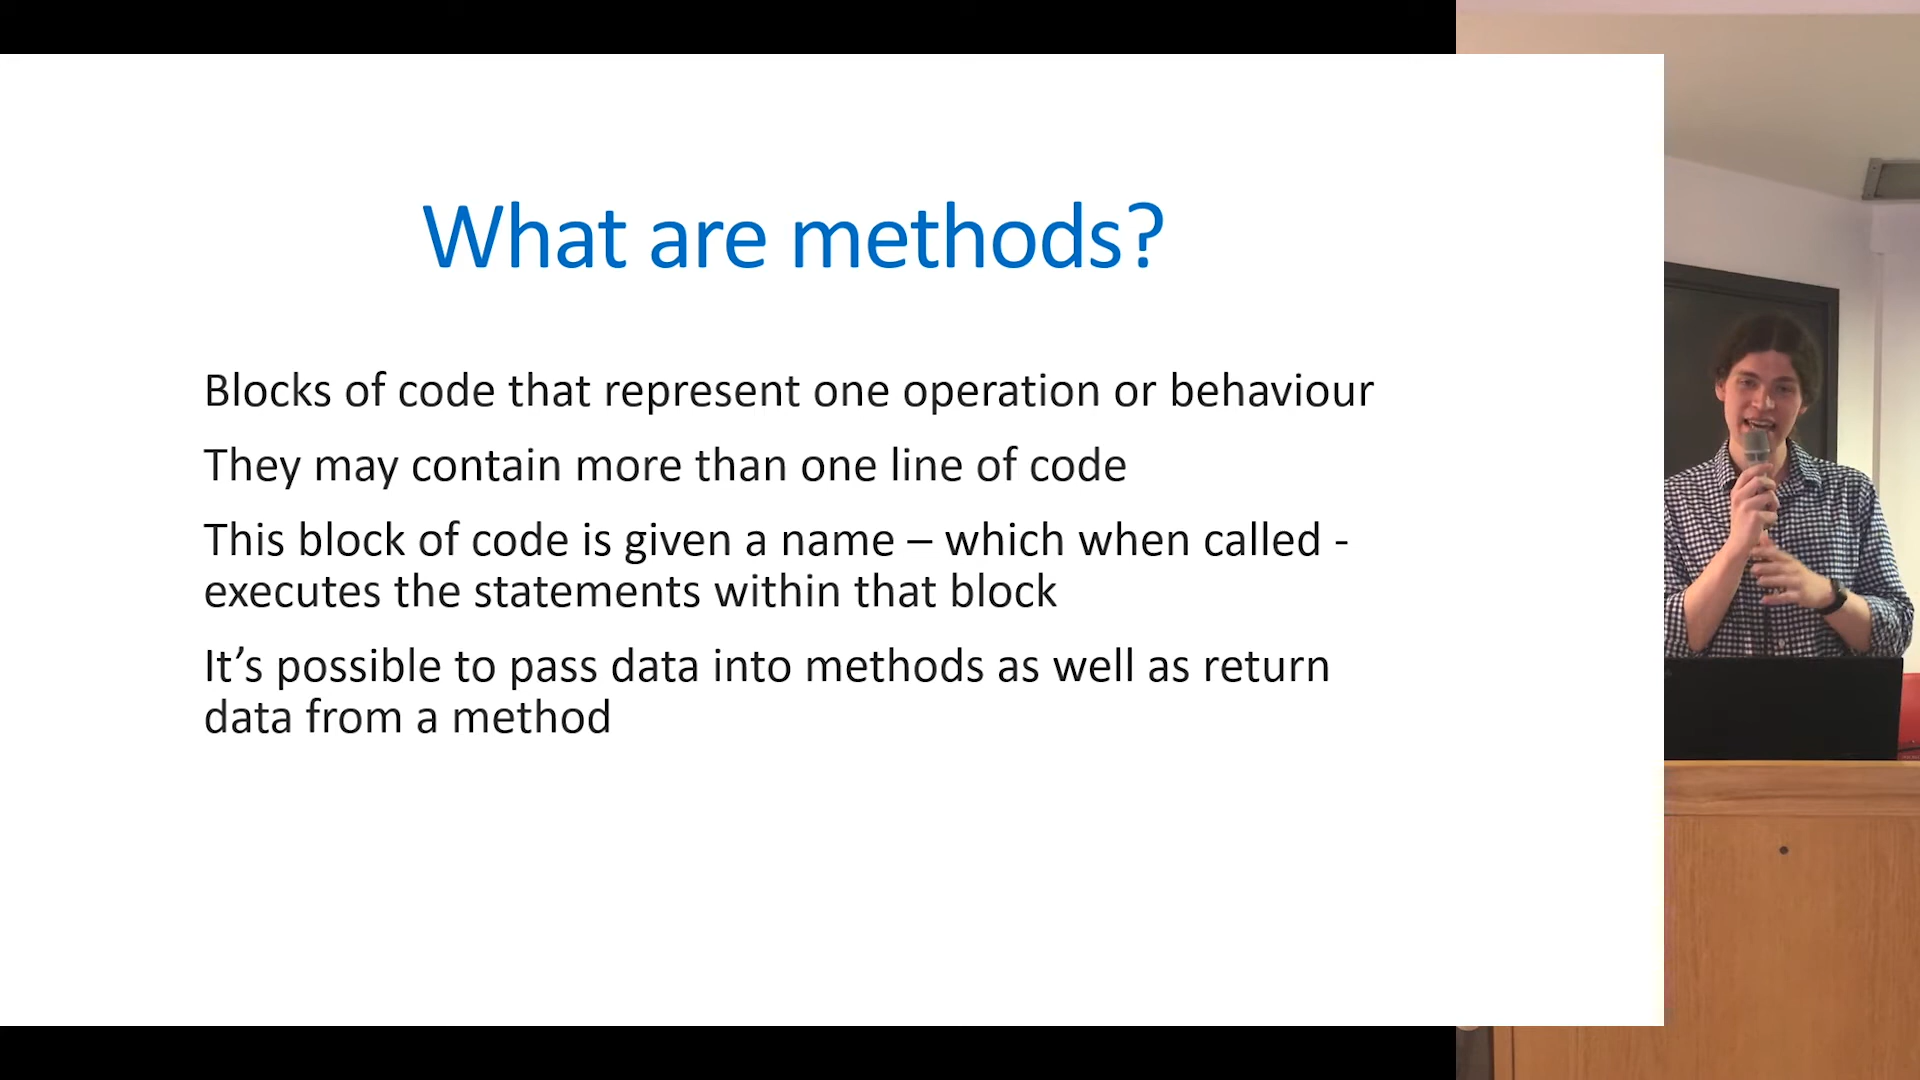 What are methods?
Blocks of code that represent one operation or behaviour
They may contain more than one line of code
This block of code is given a name – which when called -
executes the statements within that block
It’s possible to pass data into methods as well as return
data from a method